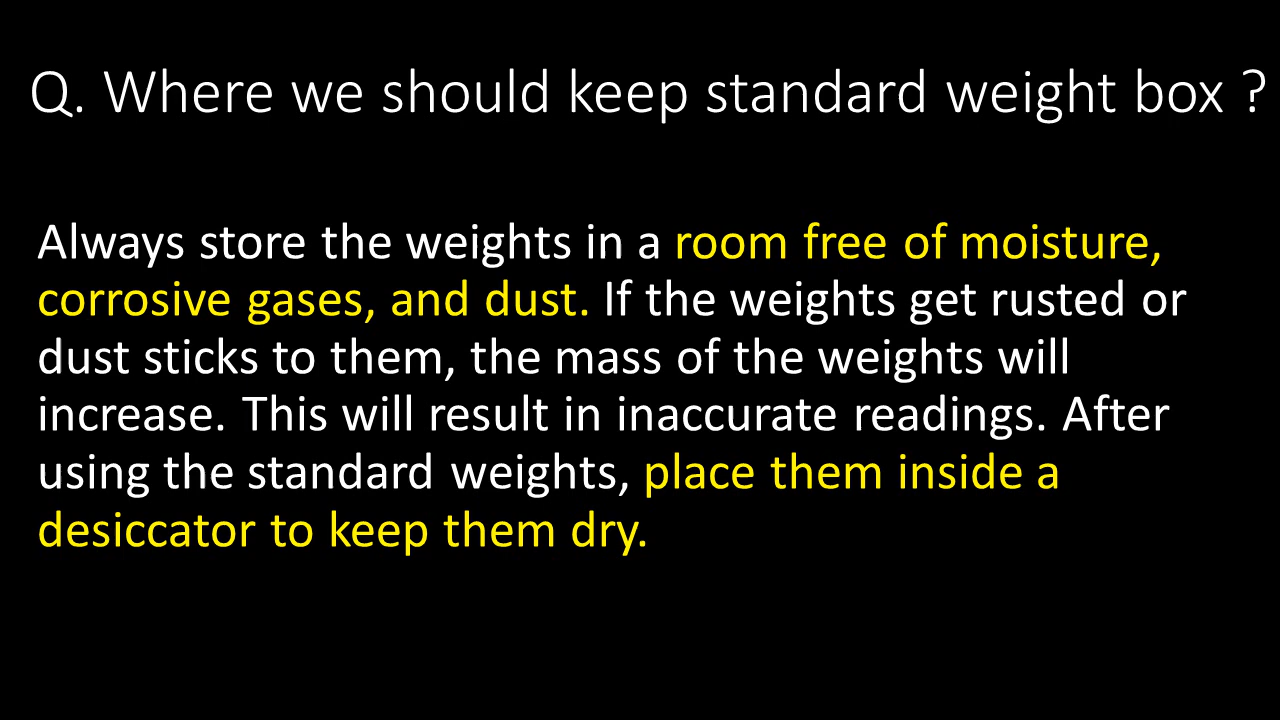 Q. Where we should keep standard weight box ?
Always store the weights in a room free of moisture,
corrosive gases, and dust. If the weights get rusted or
dust sticks to them, the mass of the weights will
increase. This will result in inaccurate readings. After
using the standard weights, place them inside a
desiccator to keep them dry.